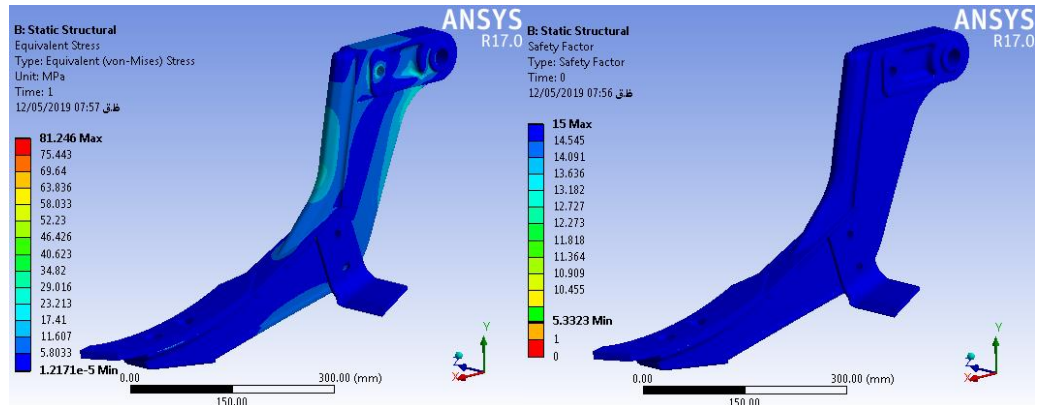 B: Static Structural
Equivalent Stress
Type: Equivalent (von-Mises) Stress
Unit: MPa
Time: 1
12/05/2019 07:57 ظ.ق
81.246 Max
75.443
69.64
63.836
58.033
52.23
46.426
40.623
34.82
29.016
23.213
17.41
11.607
5.8033
1.2171e-5 Min
ANSYS
R17.0
0.00
300.00 (mm)
150.00
Y
Z
X
B: Static Structural
Safety Factor
Type: Safety Factor
Time: 0
12/05/2019 07:56 ظ.ق
15 Max
14.545
14.091
13.636
13.182
12.727
12.273
11.818
11.364
10.909
10.455
5.3323 Min
1
0
ANSYS
R17.0
0.00
300.00 (mm)
150.00
Y
Z
X